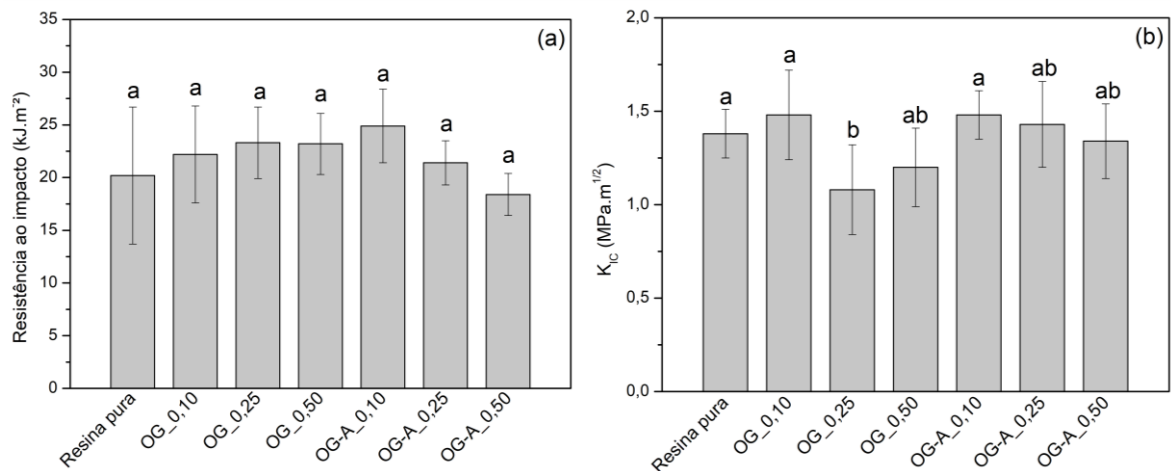 (a)
Resistência ao impacto (kJ.m⁻²)
35
30
25
20
15
10
5
0
a
a
a
a
a
a
a
Resina pura
OG_0,10
OG_0,25
OG_0,50
OG-A_0,10
OG-A_0,25
OG-A_0,50
(b)
K_IC (MPa.m^1/2)
2,0
1,5
1,0
0,5
0,0
a
a
b
ab
a
ab
ab
Resina pura
OG_0,10
OG_0,25
OG_0,50
OG-A_0,10
OG-A_0,25
OG-A_0,50